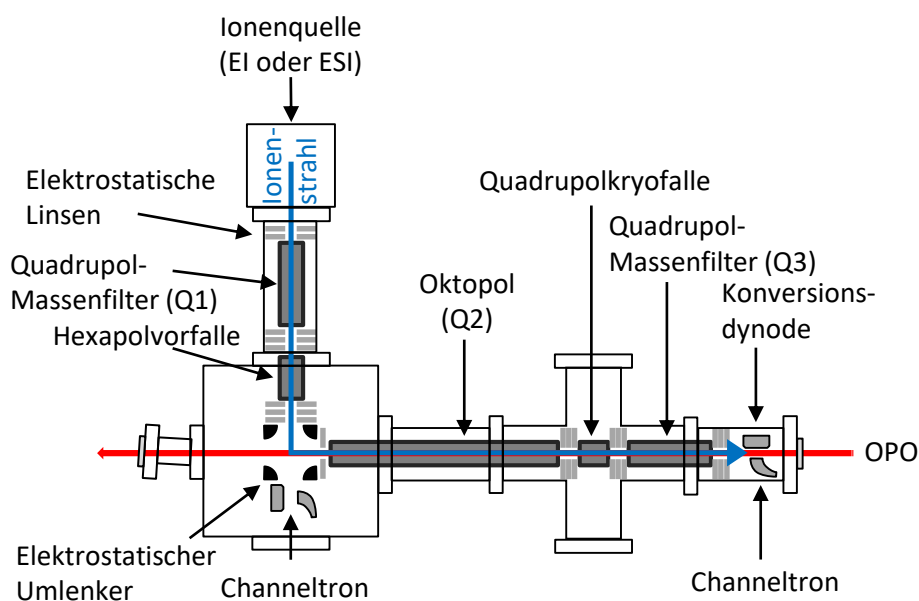 Ionenquelle
(EI oder ESI)
Ionen-
strahl
Elektrostatische
Linsen
Quadrupol-
Massenfilter (Q1)
Hexapolvorfalle
Quadrupolkryofalle
Quadrupol-
Massenfilter (Q3)
Oktopol
(Q2)
Konversions-
dynode
OPO
Elektrostatischer
Umlenker
Channeltron
Channeltron